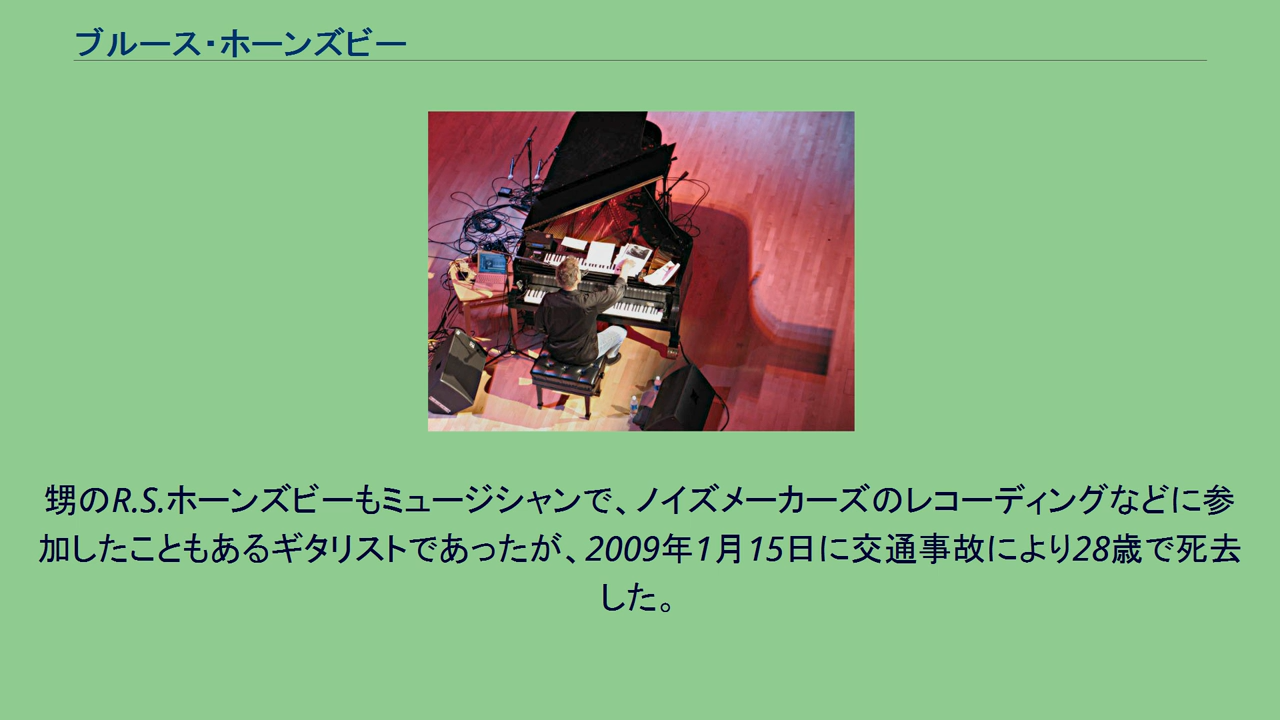 ブルース・ホーンズビー
甥のR.S.ホーンズビーもミュージシャンで、ノイズメーカーズのレコーディングなどに参
加したこともあるギタリストであったが、2009年1月15日に交通事故により28歳で死去
した。